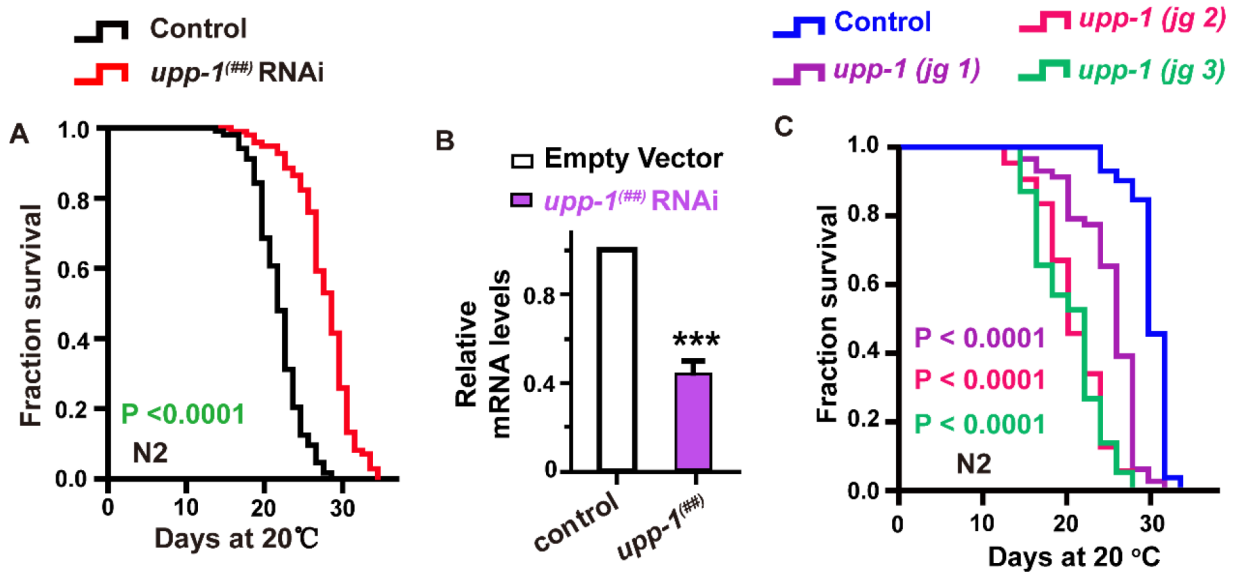 Control
upp-1(##) RNAi
A
1.0
0.8
0.6
0.4
0.2
0.0
Fraction survival
P <0.0001
N2
0
10
20
30
Days at 20℃
B
Empty Vector
upp-1(##) RNAi
Relative
mRNA levels
0.8
0.4
0
***
control
upp-1(##)
Control
upp-1 (jg 1)
upp-1 (jg 2)
upp-1 (jg 3)
C
1.0
0.8
0.6
0.4
0.2
0.0
Fraction survival
P < 0.0001
P < 0.0001
P < 0.0001
N2
0
10
20
30
Days at 20 °C